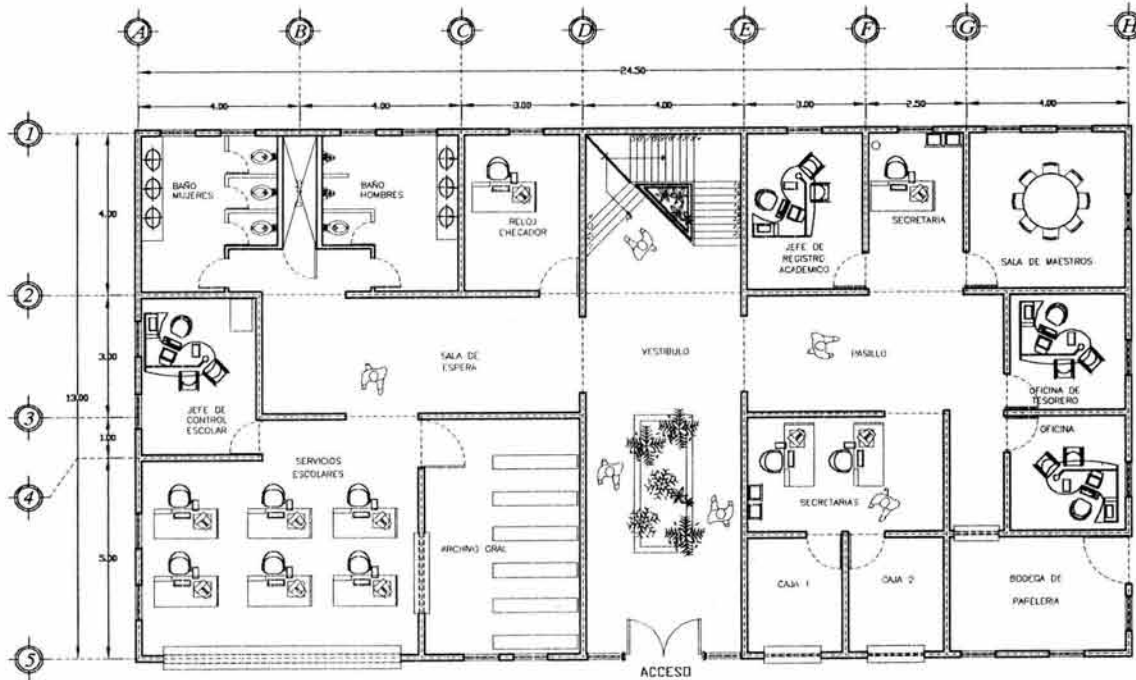 A B C D E F G H
24.50
4.00 4.00 3.00 4.00 3.00 2.50 4.00
1
BAÑO
MUJERES
BAÑO
HOMBRES
RELOJ
CHECADOR
4.00
JEFE DE
REGISTRO
ACADEMICO
SECRETARIA
SALA DE MAESTROS
2
3.00
13.00
SALA DE
ESPERA
VESTIBULO
PASILLO
JEFE DE
CONTROL
ESCOLAR
OFICINA DE
TESORERO
3
1.00
OFICINA
4
SERVICIOS
ESCOLARES
SECRETARIAS
5.00
ARCHIVO GRAL
CAJA 1
CAJA 2
BODEGA DE
PAPELERIA
5
ACCESO